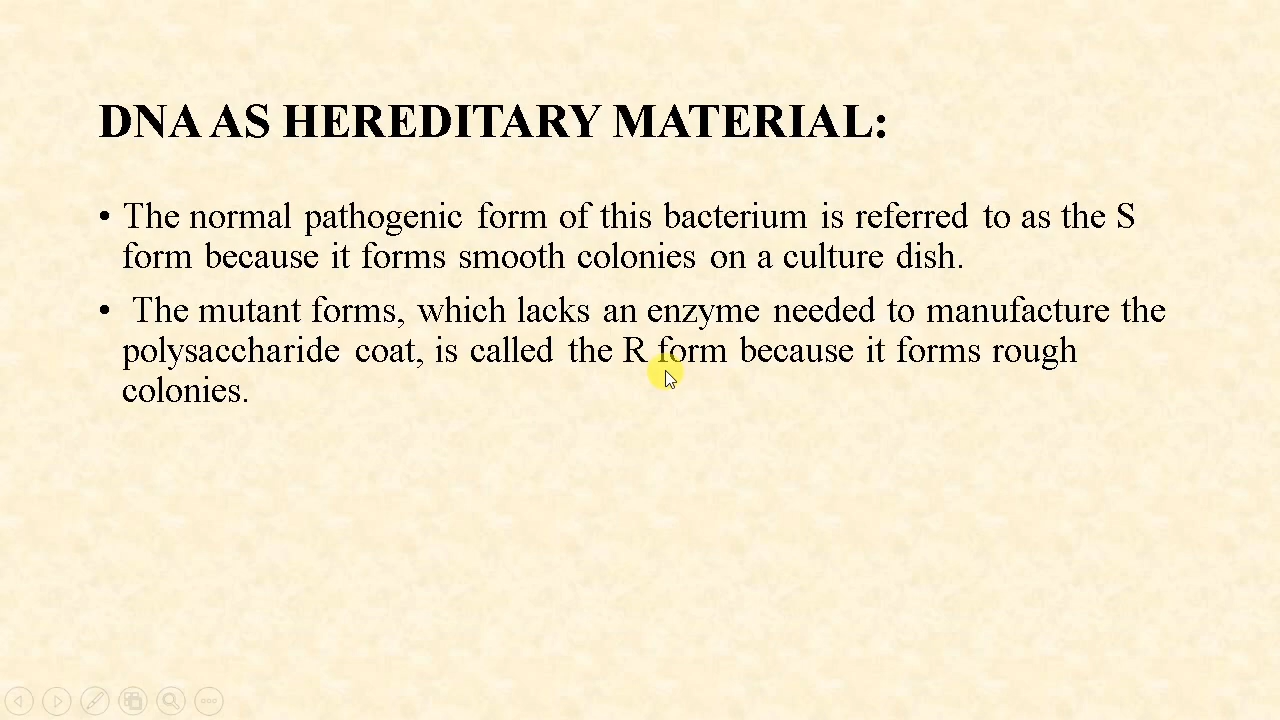 DNA AS HEREDITARY MATERIAL:
• The normal pathogenic form of this bacterium is referred to as the S
form because it forms smooth colonies on a culture dish.
• The mutant forms, which lacks an enzyme needed to manufacture the
polysaccharide coat, is called the R form because it forms rough
colonies.